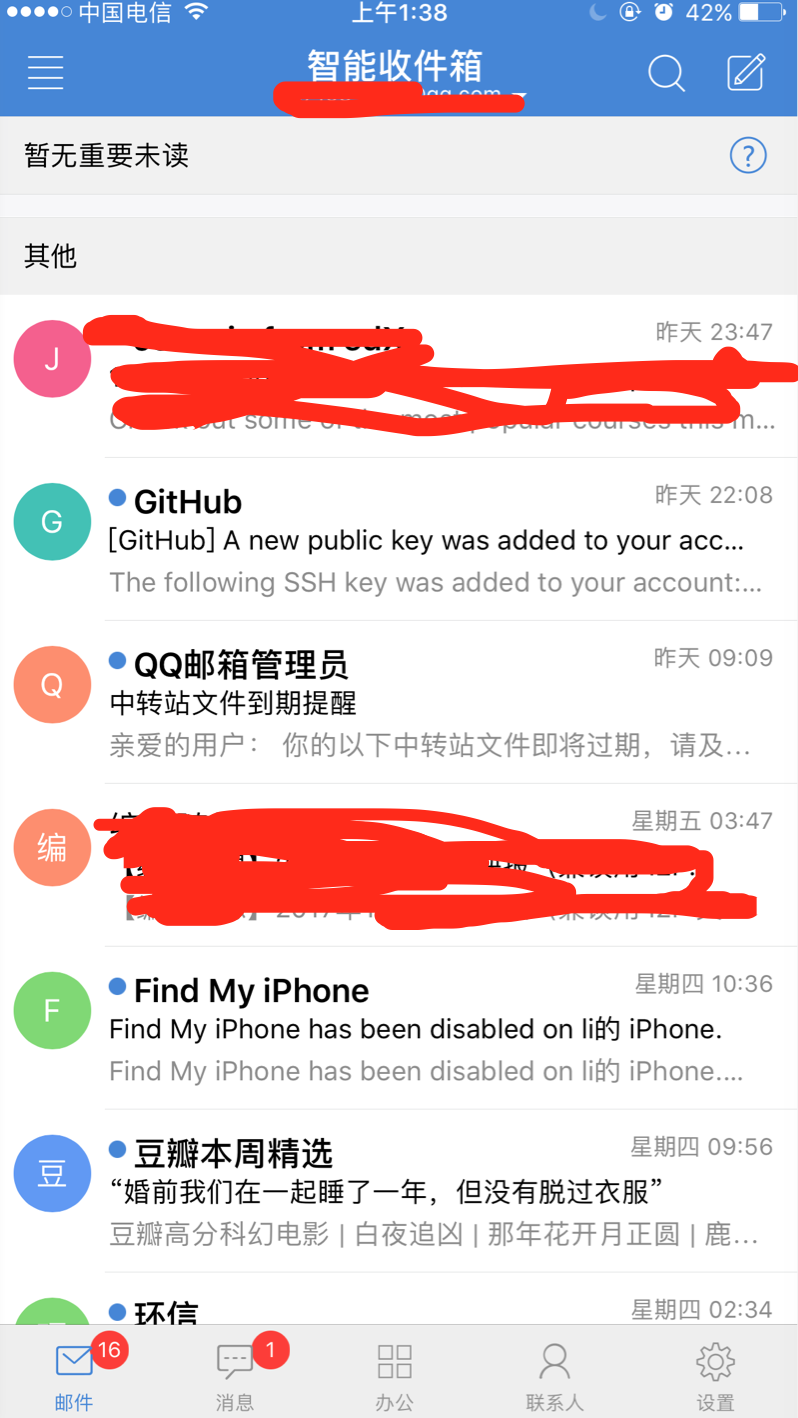 中国电信 上午1:38 42%
智能收件箱
qq.com
暂无重要未读 ?
其他
J 昨天 23:47
out some of the most popular courses this m...
G GitHub 昨天 22:08
[GitHub] A new public key was added to your acc...
The following SSH key was added to your account:...
Q QQ邮箱管理员 昨天 09:09
中转站文件到期提醒
亲爱的用户： 你的以下中转站文件即将过期，请及...
编 星期五 03:47
F Find My iPhone 星期四 10:36
Find My iPhone has been disabled on li的 iPhone.
Find My iPhone has been disabled on li的 iPhone....
豆 豆瓣本周精选 星期四 09:56
“婚前我们在一起睡了一年，但没有脱过衣服”
豆瓣高分科幻电影 | 白夜追凶 | 那年花开月正圆 | 鹿...
环信 星期四 02:34
16 1
邮件 消息 办公 联系人 设置